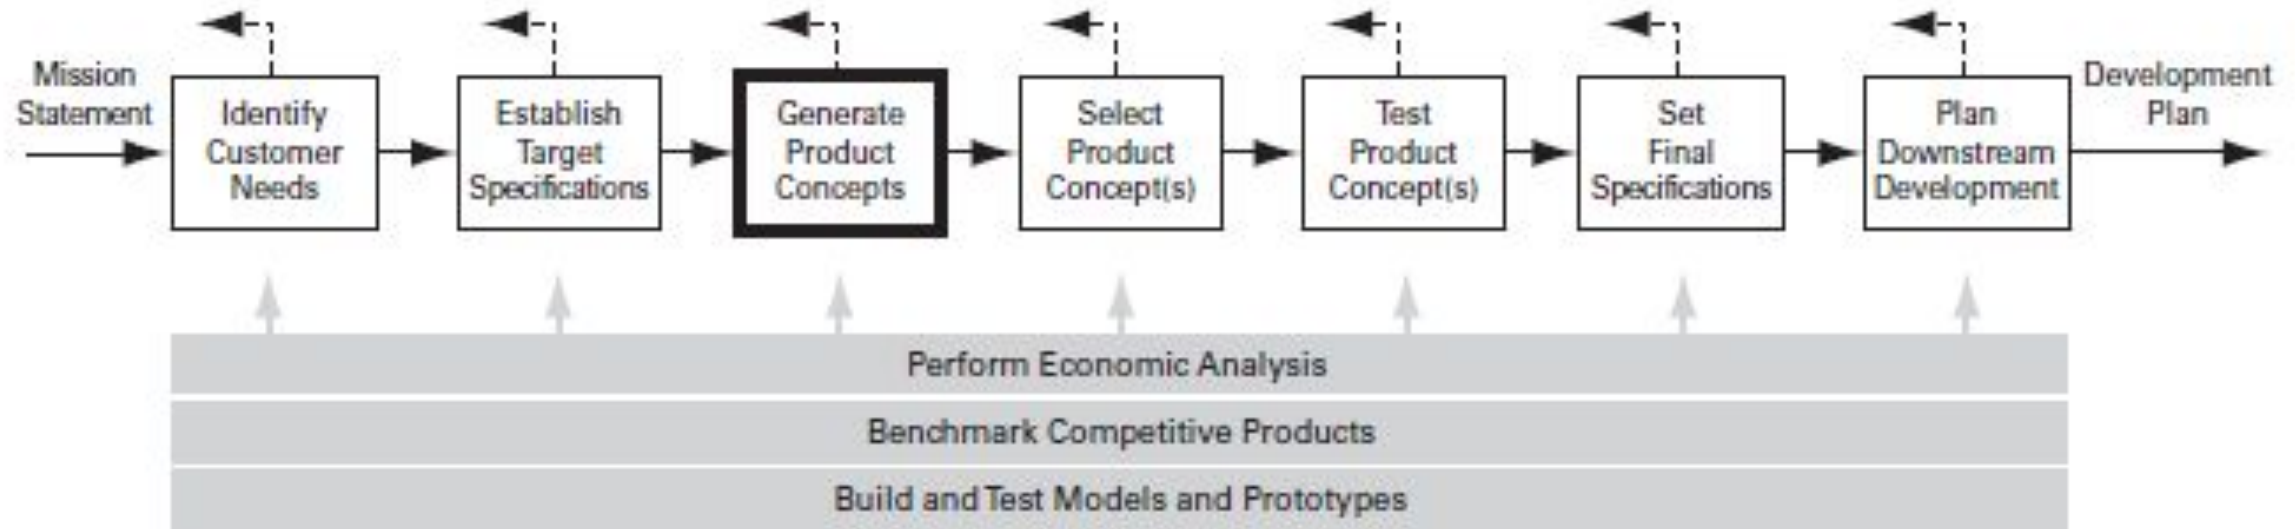 Mission
Statement
Identify
Customer
Needs
Establish
Target
Specifications
Generate
Product
Concepts
Select
Product
Concept(s)
Test
Product
Concept(s)
Set
Final
Specifications
Plan
Downstream
Development
Development
Plan
Perform Economic Analysis
Benchmark Competitive Products
Build and Test Models and Prototypes